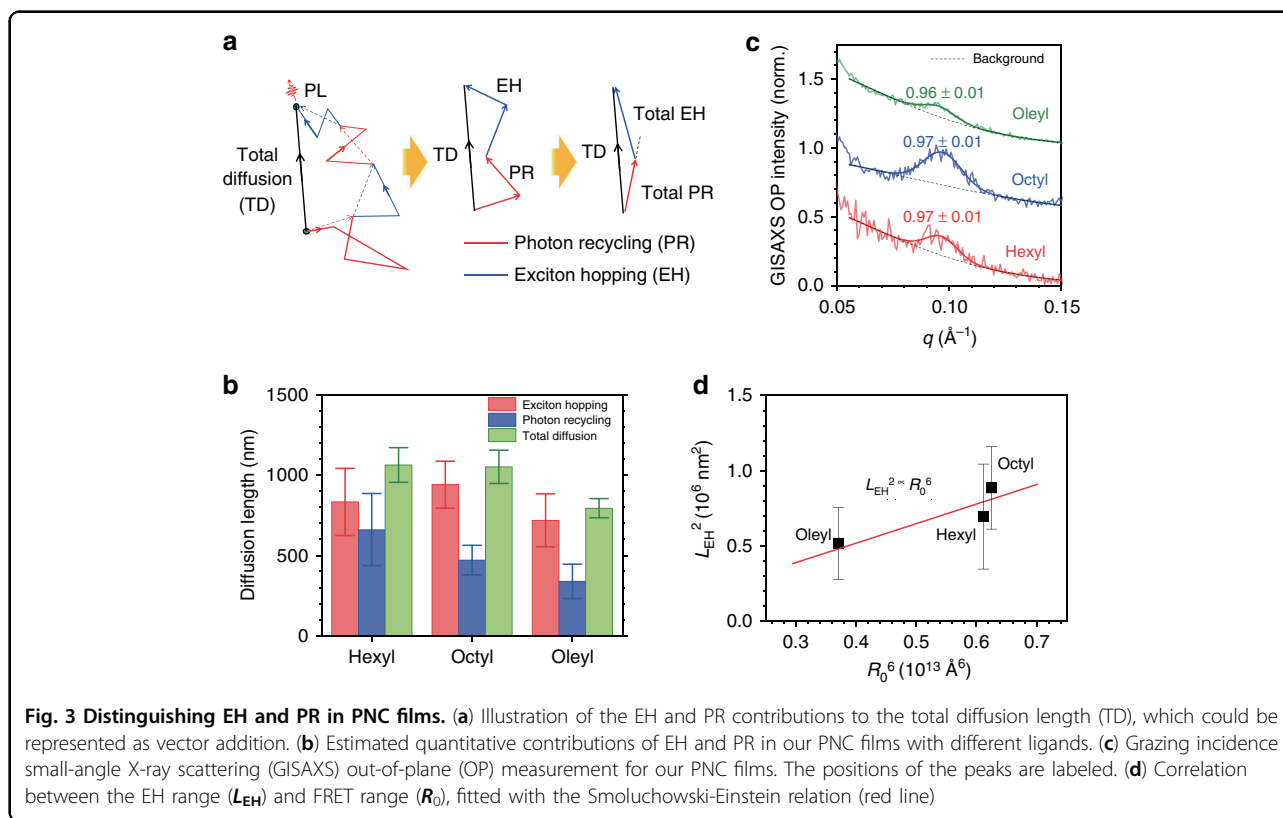 a
PL
Total
diffusion
(TD)
EH
TD
PR
Total EH
TD
Total PR
Photon recycling (PR)
Exciton hopping (EH)
c
GISAXS OP intensity (norm.)
1.5
1.0
0.5
0.0
Background
0.96 ± 0.01
Oleyl
0.97 ± 0.01
Octyl
0.97 ± 0.01
Hexyl
0.05
0.10
0.15
q (Å⁻¹)
b
Diffusion length (nm)
1500
1000
500
0
Exciton hopping
Photon recycling
Total diffusion
Hexyl
Octyl
Oleyl
d
L_EH² (10⁶ nm²)
1.5
1.0
0.5
0.0
L_EH² ∝ R₀⁶
Octyl
Oleyl
Hexyl
0.3
0.4
0.5
0.6
0.7
R₀⁶ (10¹³ Å⁶)
Fig. 3 Distinguishing EH and PR in PNC films. (a) Illustration of the EH and PR contributions to the total diffusion length (TD), which could be
represented as vector addition. (b) Estimated quantitative contributions of EH and PR in our PNC films with different ligands. (c) Grazing incidence
small-angle X-ray scattering (GISAXS) out-of-plane (OP) measurement for our PNC films. The positions of the peaks are labeled. (d) Correlation
between the EH range (L_EH) and FRET range (R₀), fitted with the Smoluchowski-Einstein relation (red line)